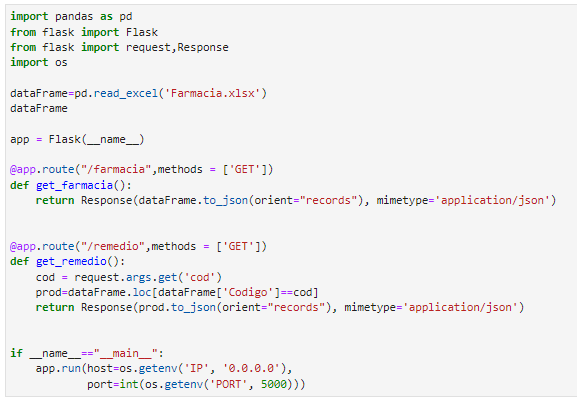 import pandas as pd
from flask import Flask
from flask import request,Response
import os
dataFrame=pd.read_excel('Farmacia.xlsx')
dataFrame
app = Flask(__name__)
@app.route("/farmacia",methods = ['GET'])
def get_farmacia():
    return Response(dataFrame.to_json(orient="records"), mimetype='application/json')
@app.route("/remedio",methods = ['GET'])
def get_remedio():
    cod = request.args.get('cod')
    prod=dataFrame.loc[dataFrame['Codigo']==cod]
    return Response(prod.to_json(orient="records"), mimetype='application/json')
if __name__=="__main__":
    app.run(host=os.getenv('IP', '0.0.0.0'),
            port=int(os.getenv('PORT', 5000)))